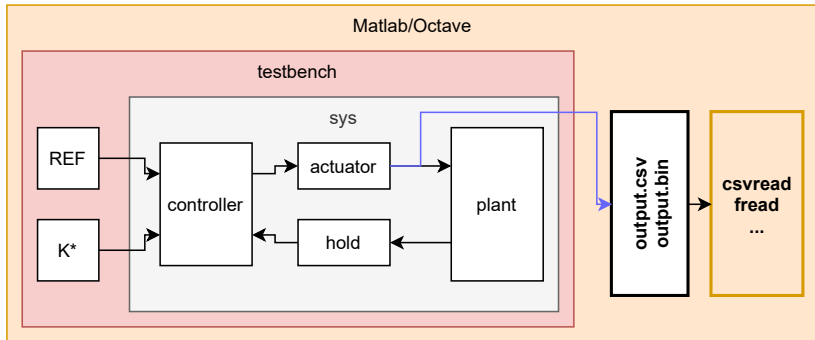 Matlab/Octave
testbench
sys
REF
K*
controller
actuator
hold
plant
output.csv
output.bin
csvread
fread
...